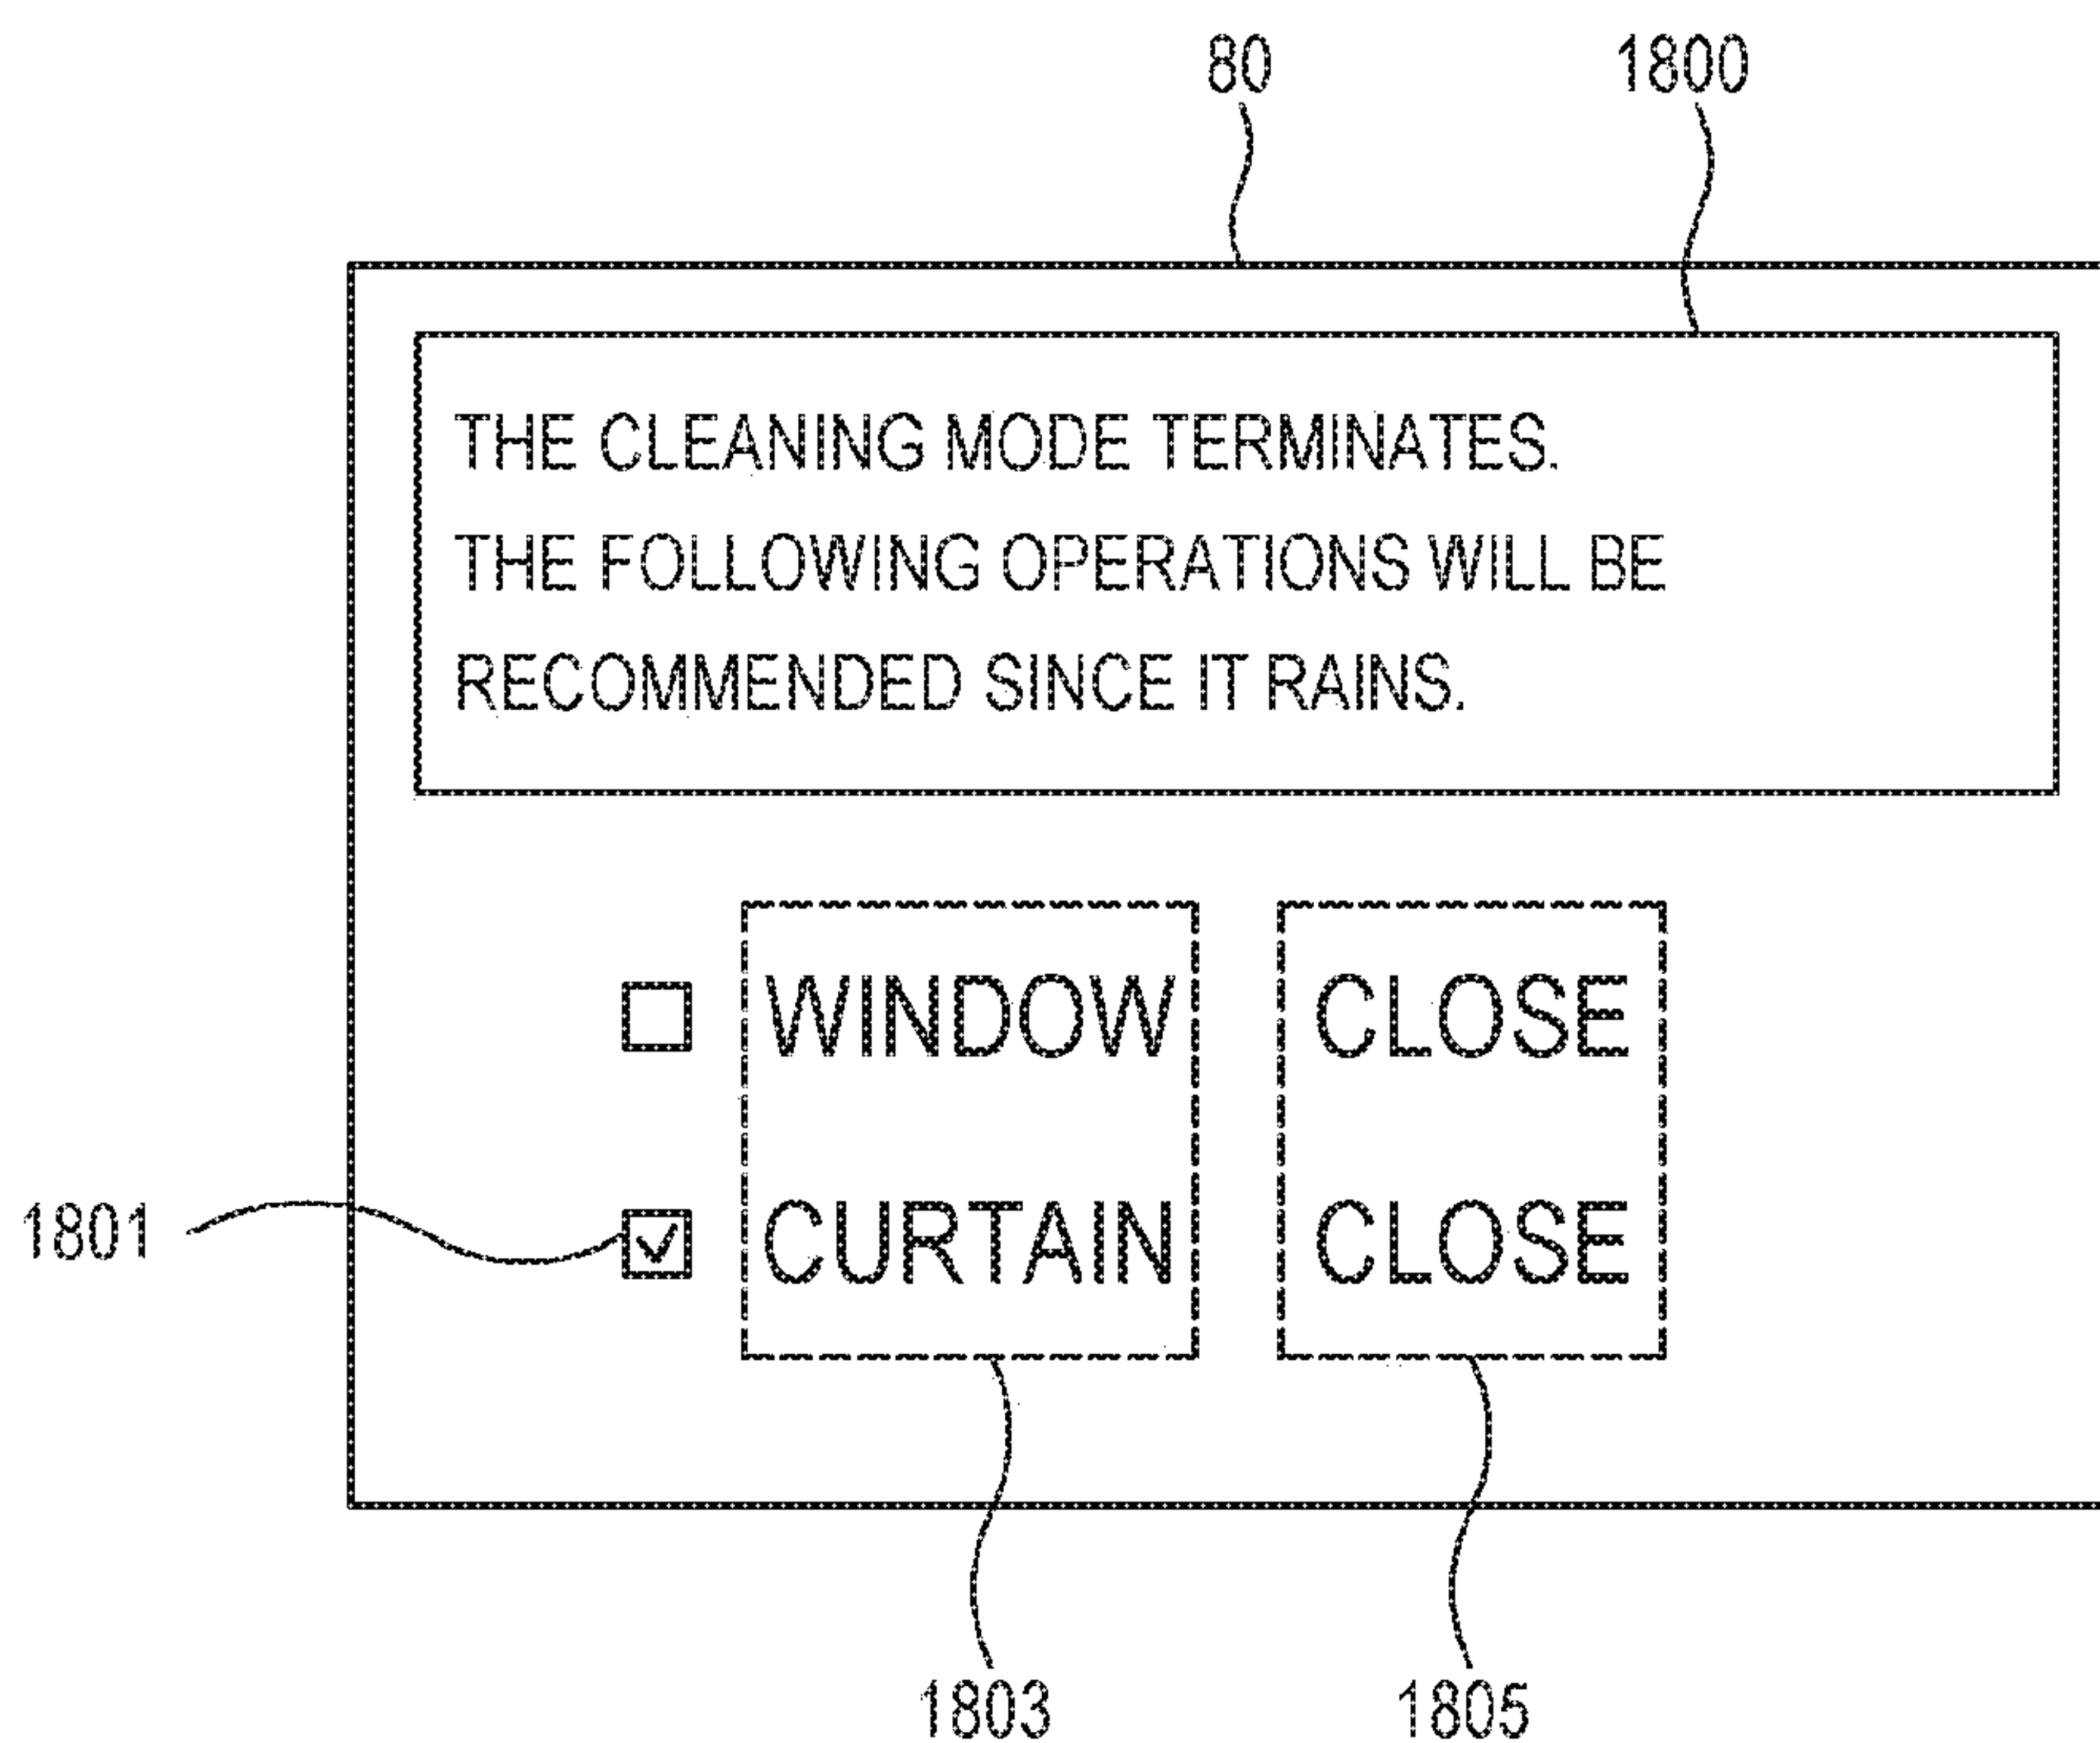 80 1800
THE CLEANING MODE TERMINATES.
THE FOLLOWING OPERATIONS WILL BE
RECOMMENDED SINCE IT RAINS.
WINDOW CLOSE
1801 CURTAIN CLOSE
1803 1805